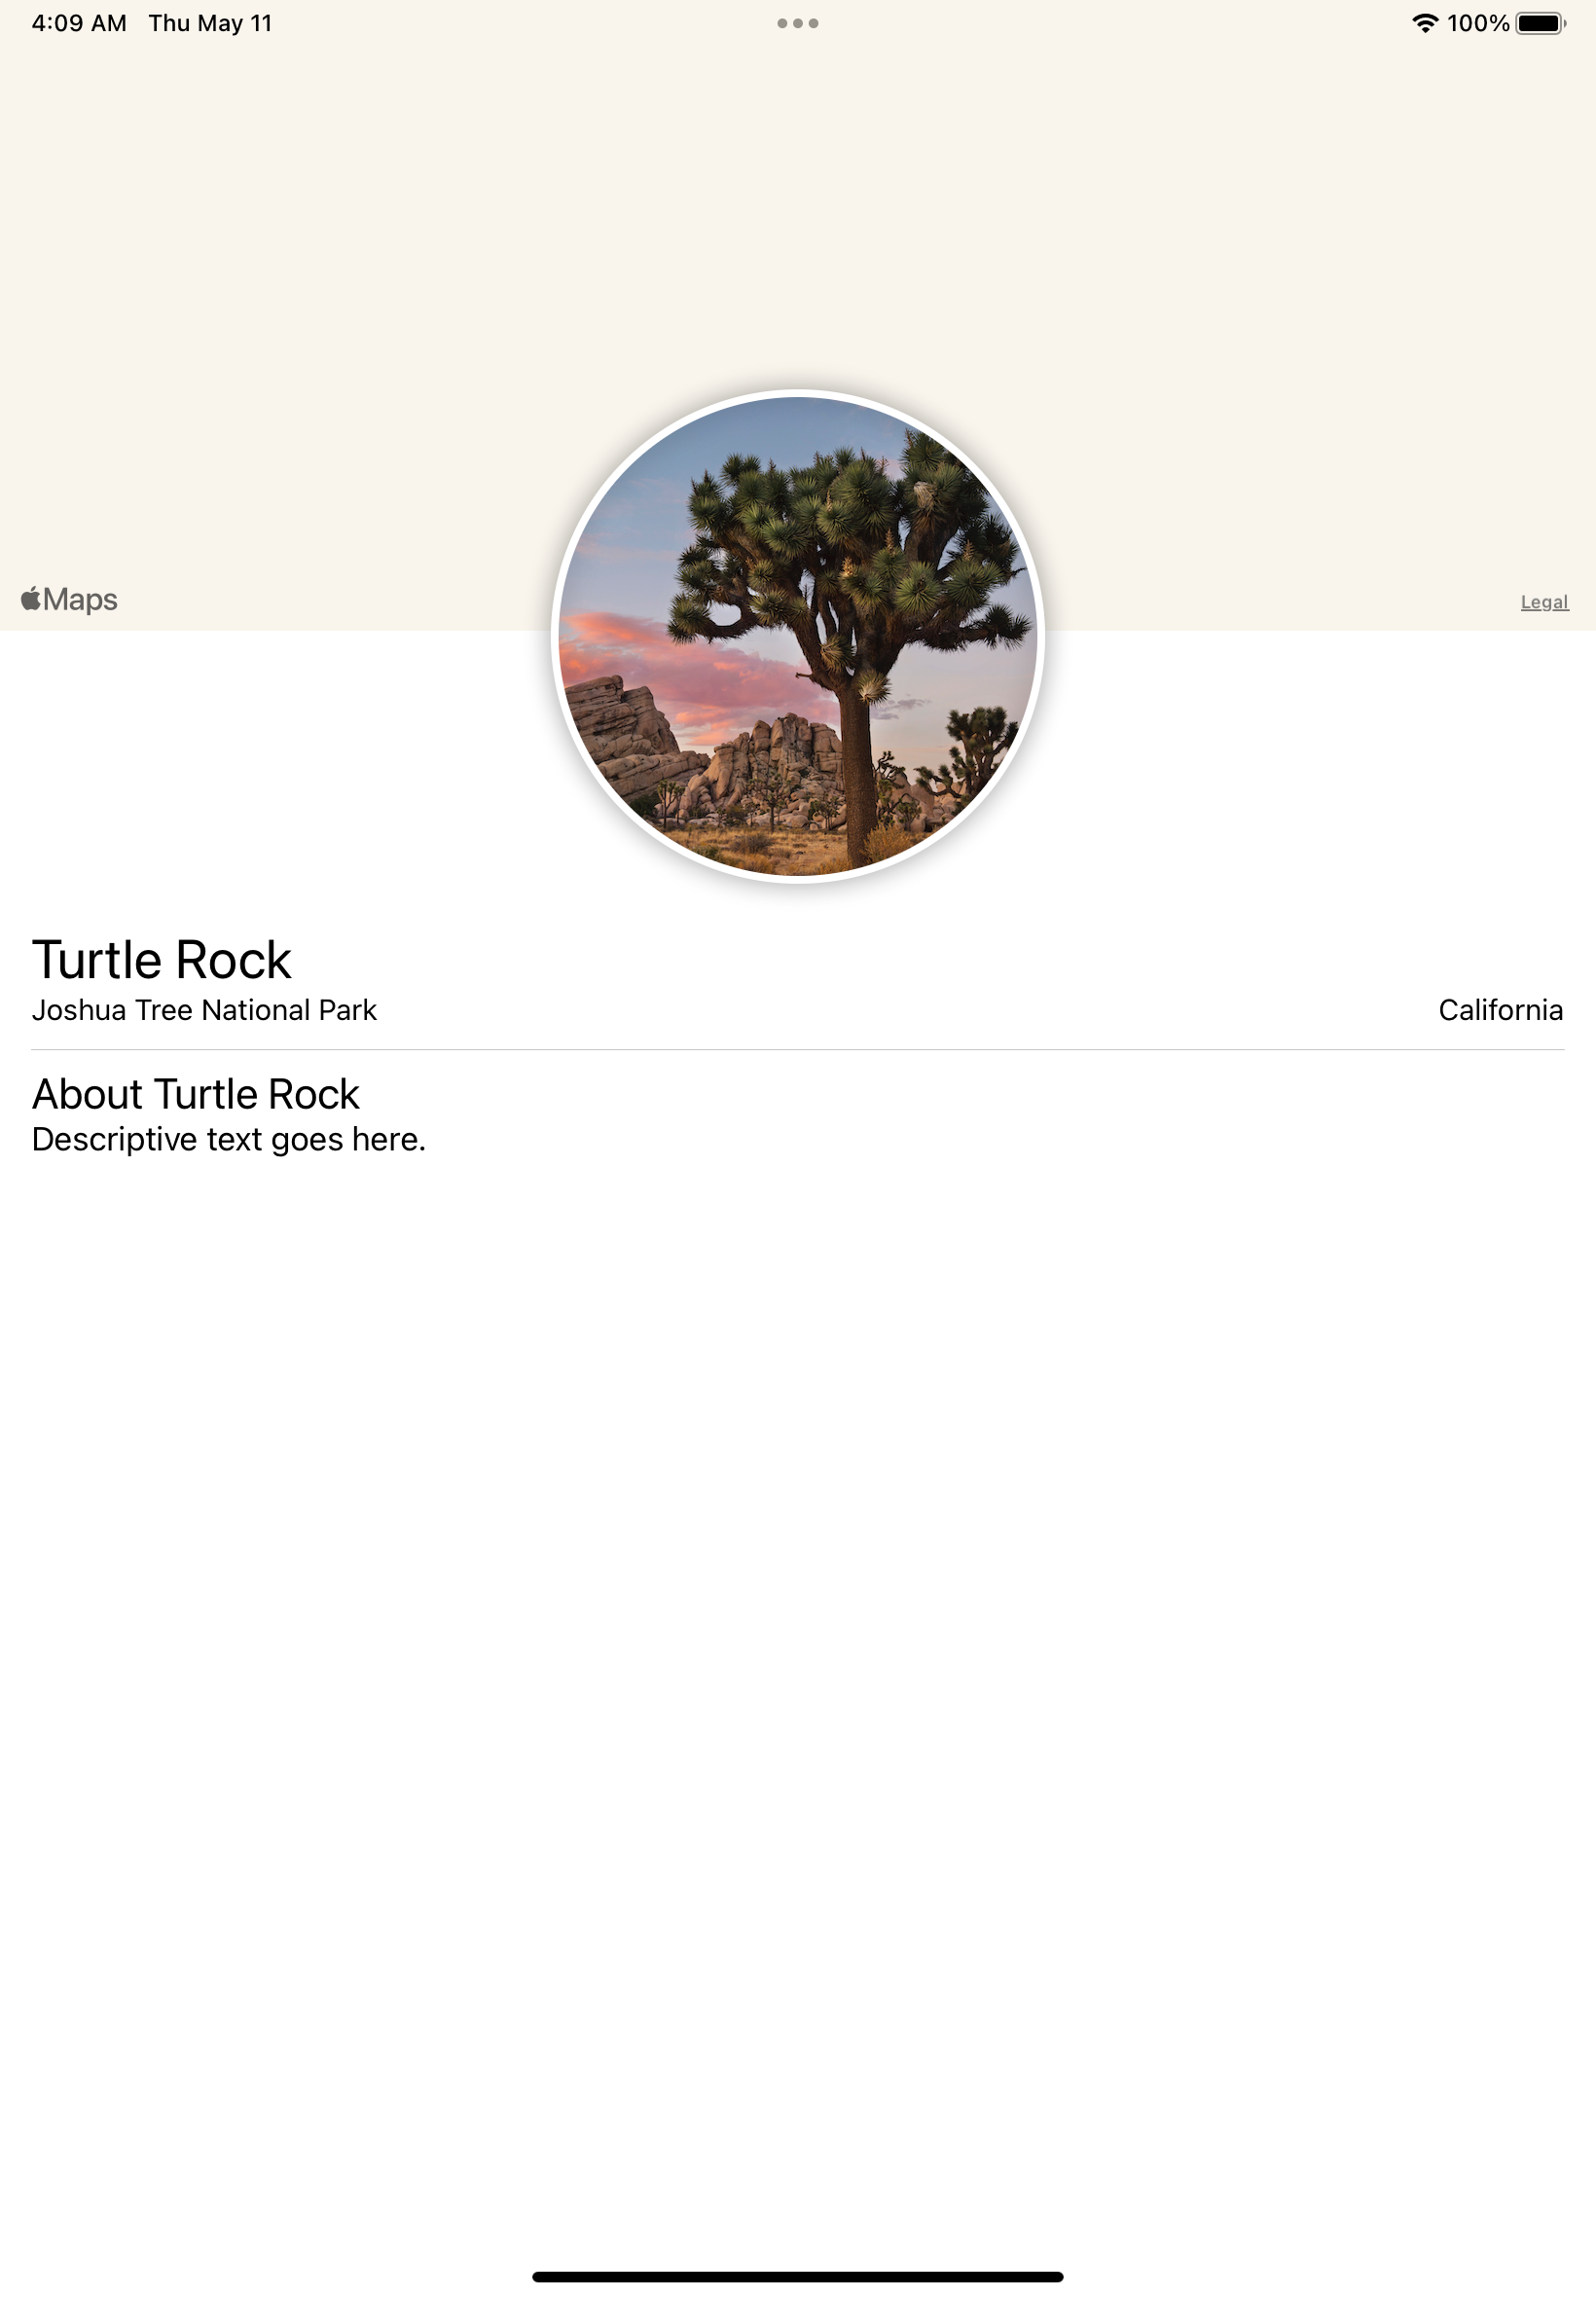 4:09 AM Thu May 11 100%
Maps Legal
Turtle Rock
Joshua Tree National Park California
About Turtle Rock
Descriptive text goes here.